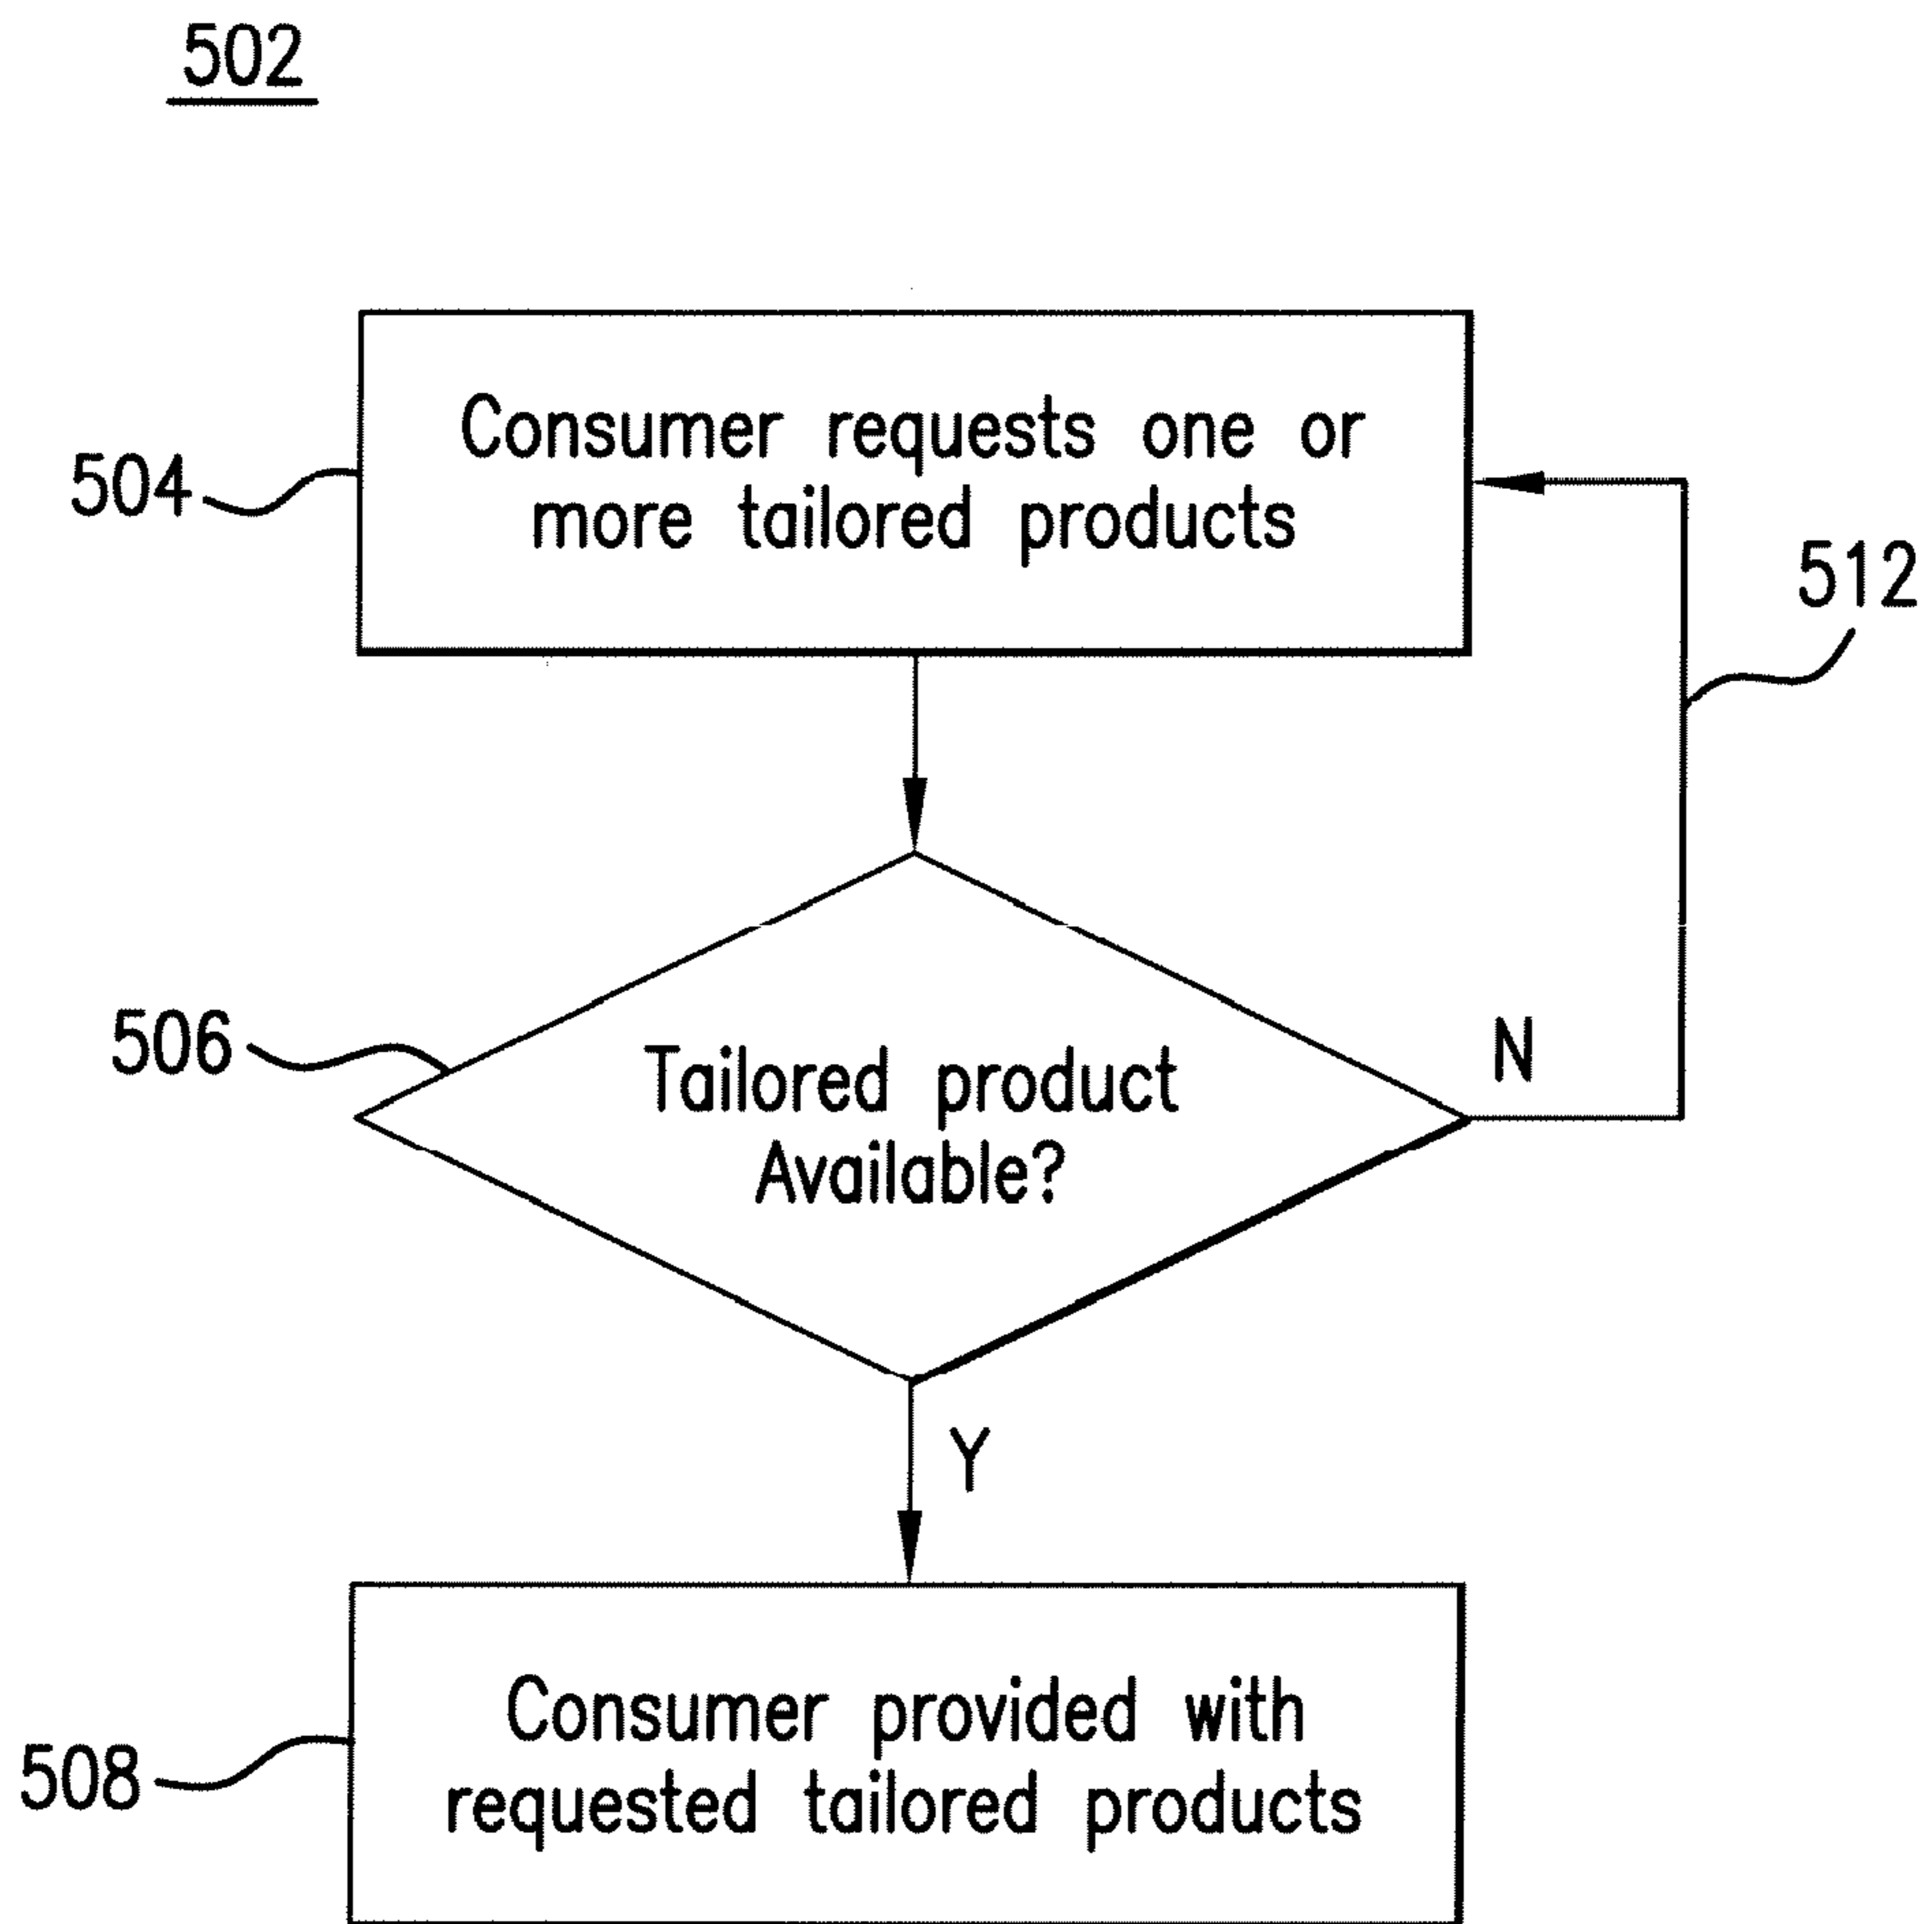 502
Consumer requests one or
more tailored products
504
512
506
Tailored product
Available?
N
Y
Consumer provided with
requested tailored products
508